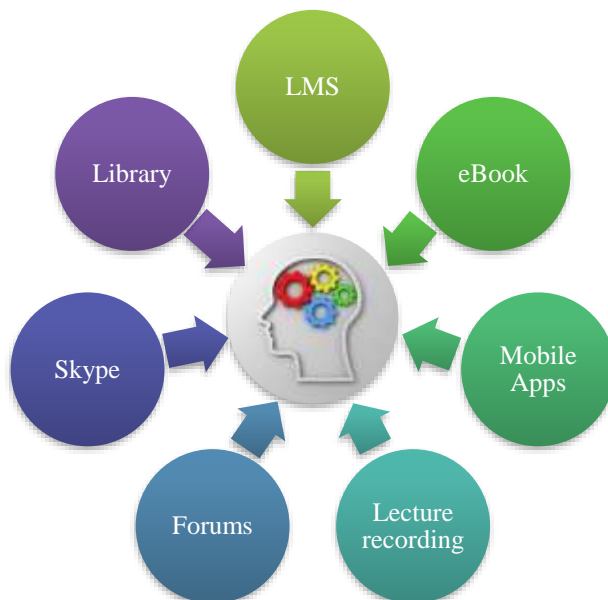 LMS
Library
eBook
Skype
Mobile
Apps
Forums
Lecture
recording